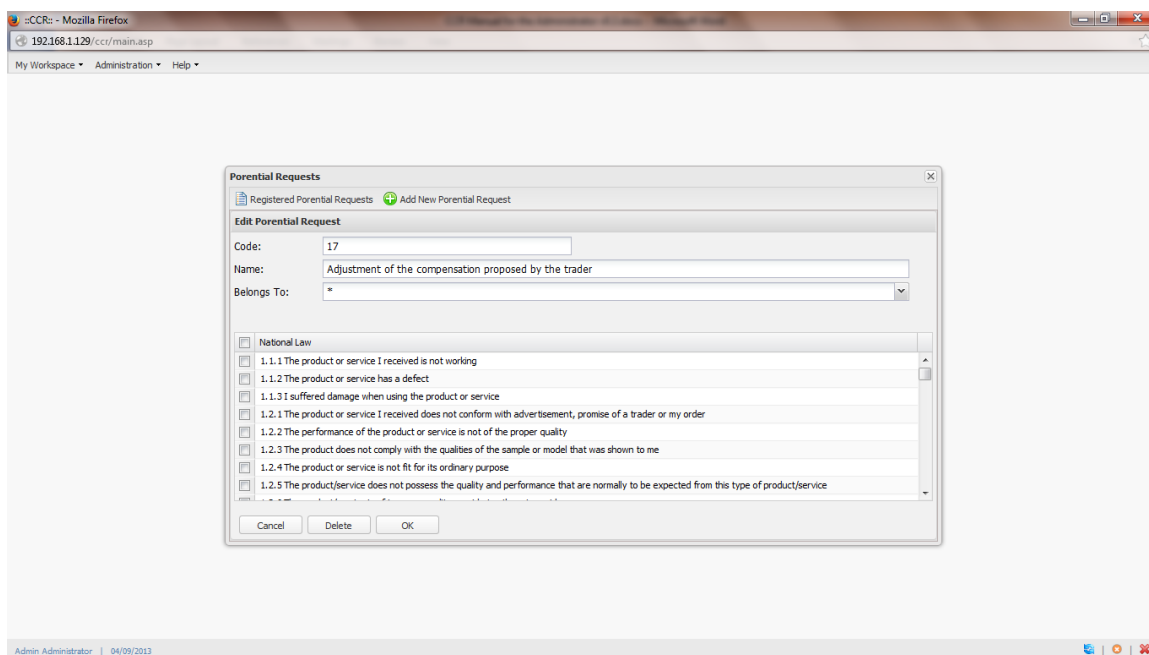 ::CCR:: - Mozilla Firefox
192.168.1.129/ccr/main.asp
My Workspace Administration Help
Porential Requests
Registered Porential Requests Add New Porential Request
Edit Porential Request
Code: 17
Name: Adjustment of the compensation proposed by the trader
Belongs To: *
National Law
1.1.1 The product or service I received is not working
1.1.2 The product or service has a defect
1.1.3 I suffered damage when using the product or service
1.2.1 The product or service I received does not conform with advertisement, promise of a trader or my order
1.2.2 The performance of the product or service is not of the proper quality
1.2.3 The product does not comply with the qualities of the sample or model that was shown to me
1.2.4 The product or service is not fit for its ordinary purpose
1.2.5 The product/service does not possess the quality and performance that are normally to be expected from this type of product/service
Cancel Delete OK
Admin Administrator | 04/09/2013